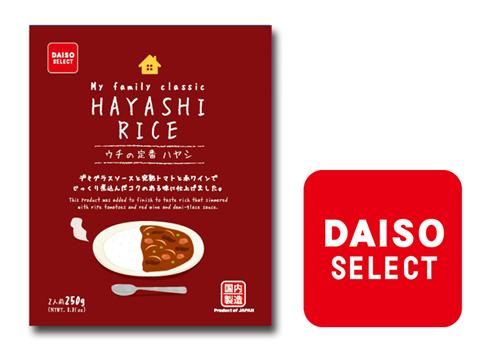 DAISO
SELECT
My family classic
HAYASHI
RICE
ウチの定番 ハヤシ
デミグラスソースと完熟トマトと赤ワインで
じっくり煮込んだコクのある味に仕上げました。
This product was added to finish to taste rich that simmered
with ripe tomatoes and red wine and demi-glace sauce.
2人前250g
(NTWT. 8.81oz)
国内
製造
Product of JAPAN
DAISO
SELECT